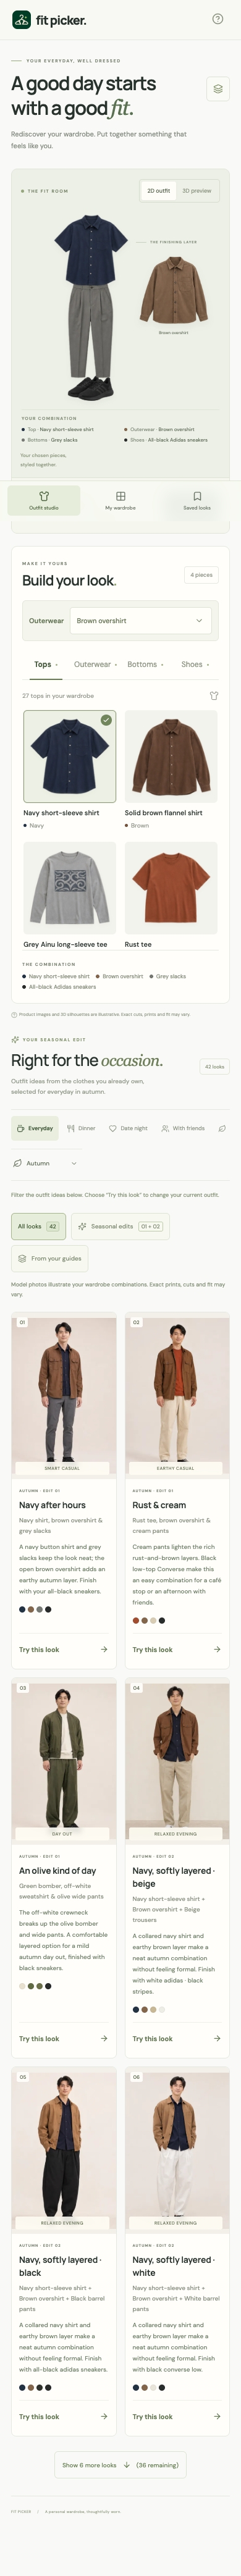 fit picker.
YOUR EVERYDAY, WELL DRESSED
A good day starts
with a good fit.
Rediscover your wardrobe. Put together something that
feels like you.
THE FIT ROOM
2D outfit
3D preview
THE FINISHING LAYER
Brown overshirt
YOUR COMBINATION
Top · Navy short-sleeve shirt
Outerwear · Brown overshirt
Bottoms · Grey slacks
Shoes · All-black Adidas sneakers
Your chosen pieces,
styled together
Outfit studio
My wardrobe
Saved looks
MAKE IT YOURS
Build your look.
4 pieces
Outerwear
Brown overshirt
Tops
Outerwear
Bottoms
Shoes
27 tops in your wardrobe
Navy short-sleeve shirt
Navy
Solid brown flannel shirt
Brown
Grey Ainu long-sleeve tee
Rust tee
THE COMBINATION
Navy short-sleeve shirt
Brown overshirt
Grey slacks
All-black Adidas sneakers
Product images and 3D silhouettes are illustrative. Exact cuts, prints and fit may vary.
YOUR SEASONAL EDIT
Right for the occasion.
42 looks
Outfit ideas from the clothes you already own,
selected for everyday in autumn.
Everyday
Dinner
Date night
With friends
Autumn
Filter the outfit ideas below. Choose “Try this look” to change your current outfit.
All looks 42
Seasonal edits 01 + 02
From your guides
Model photos illustrate your wardrobe combinations. Exact prints, cuts and fit may
vary.
01
SMART CASUAL
AUTUMN · EDIT 01
Navy after hours
Navy shirt, brown overshirt &
grey slacks
A navy button shirt and grey
slacks keep the look neat; the
open brown overshirt adds an
earthy autumn layer. Finish
with your all-black sneakers.
Try this look
02
EARTHY CASUAL
AUTUMN · EDIT 01
Rust & cream
Rust tee, brown overshirt &
cream pants
Cream pants lighten the rich
rust-and-brown layers. Black
low-top Converse make this
an easy combination for a café
stop or an afternoon with
friends.
Try this look
03
DAY OUT
AUTUMN · EDIT 01
An olive kind of day
Green bomber, off-white
sweatshirt & olive wide pants
The off-white crewneck
breaks up the olive bomber
and wide pants. A comfortable
layered option for a mild
autumn day out, finished with
black sneakers.
Try this look
04
RELAXED EVENING
AUTUMN · EDIT 02
Navy, softly layered ·
beige
Navy short-sleeve shirt +
Brown overshirt + Beige
trousers
A collared navy shirt and
earthy brown layer make a
neat autumn combination
without feeling formal. Finish
with white adidas · black
stripes.
Try this look
05
RELAXED EVENING
AUTUMN · EDIT 02
Navy, softly layered ·
black
Navy short-sleeve shirt +
Brown overshirt + Black barrel
pants
A collared navy shirt and
earthy brown layer make a
neat autumn combination
without feeling formal. Finish
with all-black adidas sneakers.
Try this look
06
RELAXED EVENING
AUTUMN · EDIT 02
Navy, softly layered ·
white
Navy short-sleeve shirt +
Brown overshirt + White barrel
pants
A collared navy shirt and
earthy brown layer make a
neat autumn combination
without feeling formal. Finish
with black converse low.
Try this look
Show 6 more looks
(36 remaining)
FIT PICKER
A personal wardrobe, thoughtfully worn.